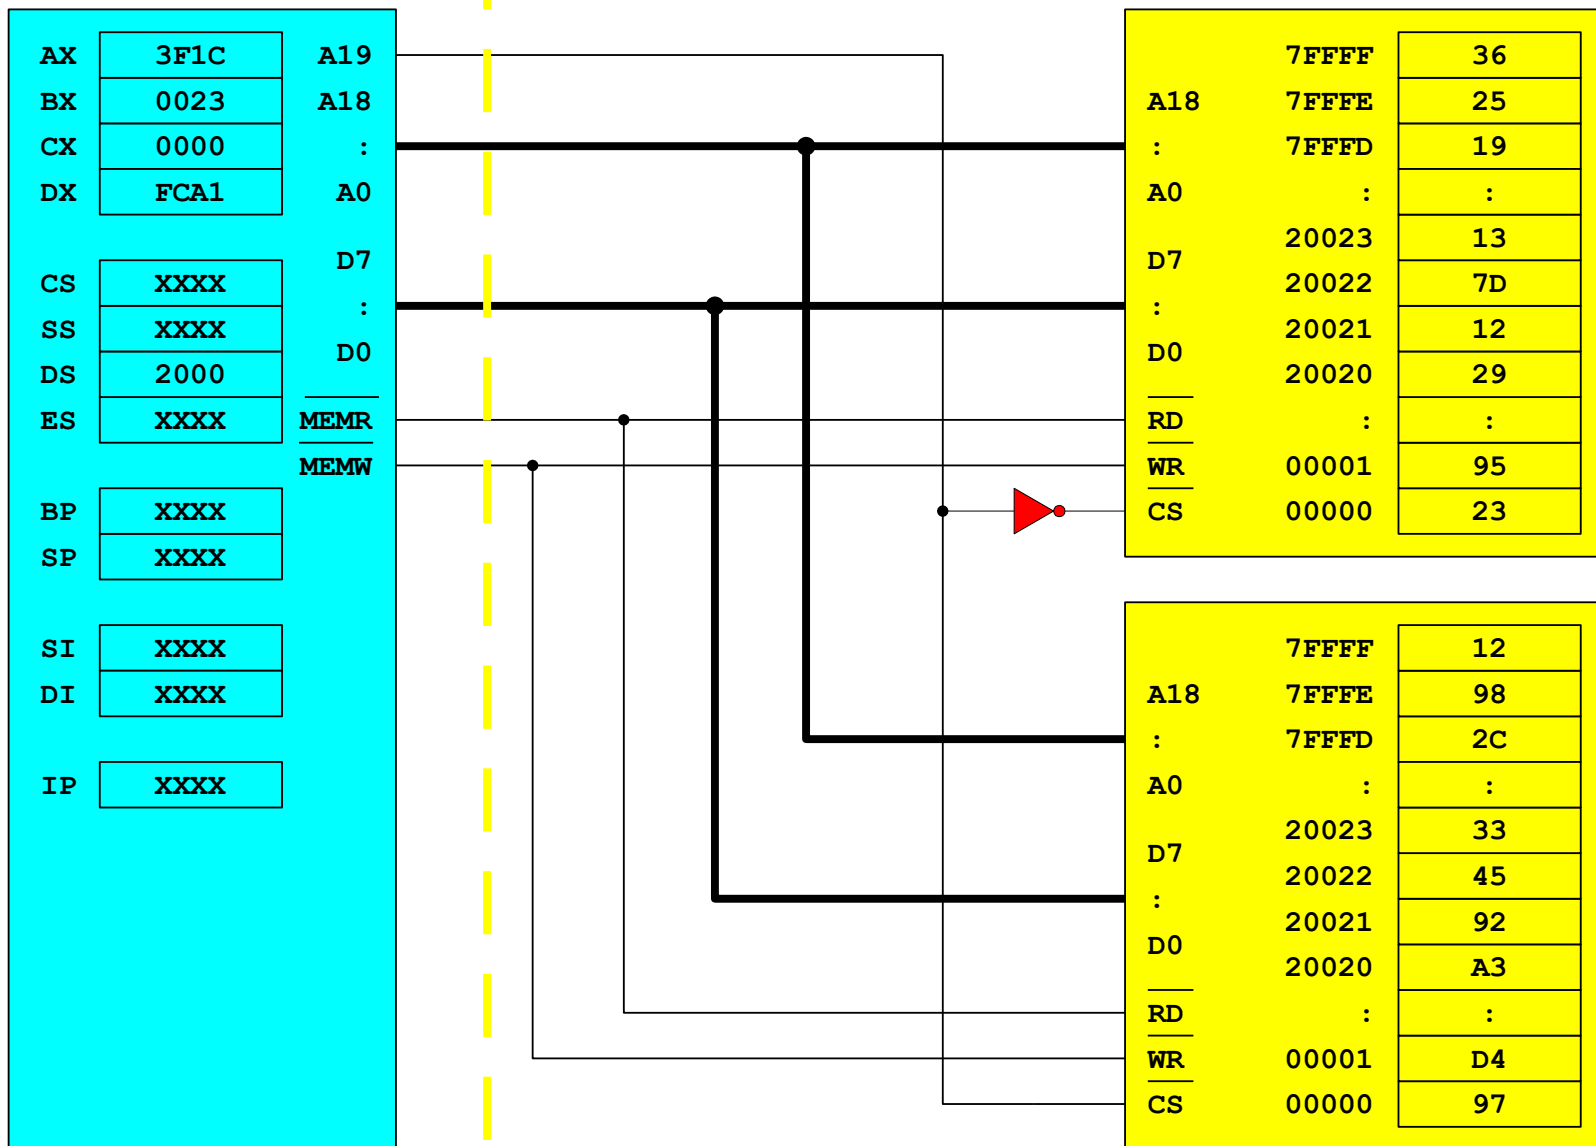 AX 3F1C A19
BX 0023 A18
CX 0000 :
DX FCA1 A0
D7
CS XXXX
:
SS XXXX
D0
DS 2000
ES XXXX MEMR
MEMW
BP XXXX
SP XXXX
SI XXXX
DI XXXX
IP XXXX
7FFFF 36
A18 7FFFE 25
: 7FFFD 19
A0 : :
20023 13
D7
20022 7D
:
20021 12
D0
20020 29
RD : :
WR 00001 95
CS 00000 23
7FFFF 12
A18 7FFFE 98
: 7FFFD 2C
A0 : :
20023 33
D7
20022 45
:
20021 92
D0
20020 A3
RD : :
WR 00001 D4
CS 00000 97